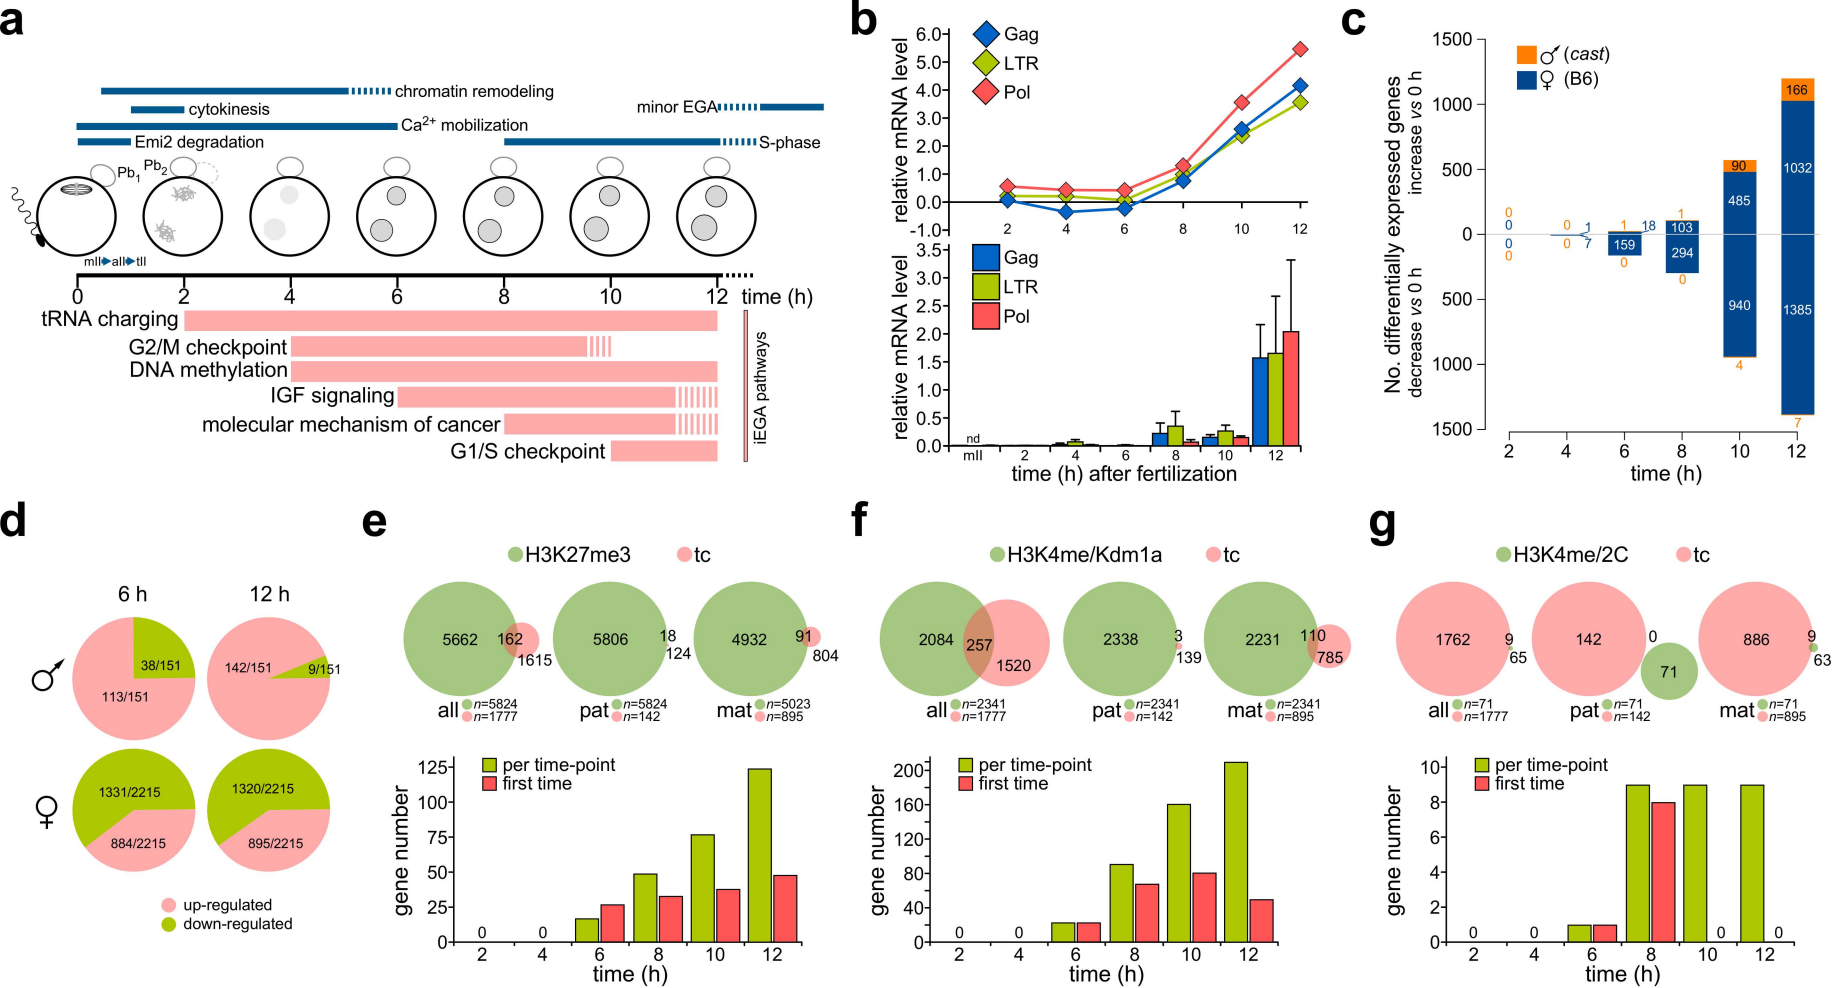 a
chromatin remodeling
cytokinesis
minor EGA
Ca2+ mobilization
Emi2 degradation
S-phase
Pb1
Pb2
mII aII tII
0 2 4 6 8 10 12 time (h)
tRNA charging
G2/M checkpoint
DNA methylation
IGF signaling
molecular mechanism of cancer
G1/S checkpoint
iEGA pathways
b
relative mRNA level
6.0
5.0
4.0
3.0
2.0
1.0
0.0
-1.0
Gag
LTR
Pol
2 4 6 8 10 12
relative mRNA level
3.5
3.0
2.5
2.0
1.5
1.0
0.5
0.0
Gag
LTR
Pol
nd
mII 2 4 6 8 10 12
time (h) after fertilization
c
No. differentially expressed genes
increase vs 0 h
decrease vs 0 h
1500
1000
500
0
500
1000
1500
♂ (cast)
♀ (B6)
0 0 1 1 90 166
0 1 18 103 485 1032
0 7 159 294 940 1385
0 0 0 0 4 7
2 4 6 8 10 12
time (h)
d
6 h 12 h
♂
38/151
113/151
142/151
9/151
♀
1331/2215
884/2215
1320/2215
895/2215
up-regulated
down-regulated
e
H3K27me3 tc
5662 162 1615
5806 18 124
4932 91 804
all n=5824 n=1777
pat n=5824 n=142
mat n=5023 n=895
gene number
125
100
75
50
25
0
per time-point
first time
0 0
2 4 6 8 10 12
time (h)
f
H3K4me/Kdm1a tc
2084 257 1520
2338 3 139
2231 110 785
all n=2341 n=1777
pat n=2341 n=142
mat n=2341 n=895
gene number
200
160
120
80
40
0
per time-point
first time
0 0
2 4 6 8 10 12
time (h)
g
H3K4me/2C tc
1762 9 65
142 0 71
886 9 63
all n=71 n=1777
pat n=71 n=142
mat n=71 n=895
gene number
10
8
6
4
2
0
per time-point
first time
0 0 0 0
2 4 6 8 10 12
time (h)